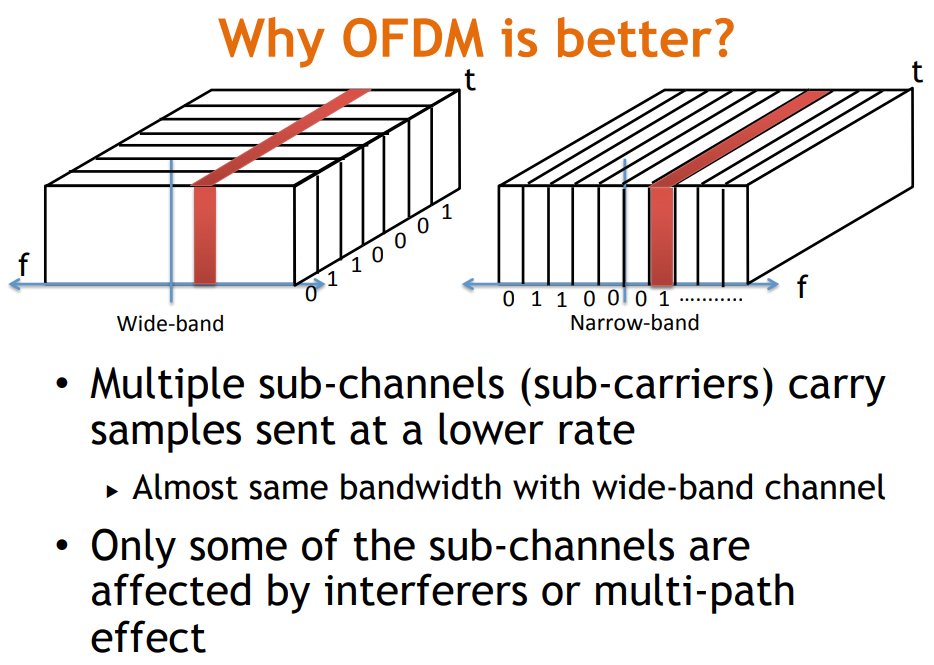 Why OFDM is better?
t
f
0 1 1 0 0 0 1
Wide-band
t
f
0 1 1 0 0 0 1 ...........
Narrow-band
• Multiple sub-channels (sub-carriers) carry
samples sent at a lower rate
▸ Almost same bandwidth with wide-band channel
• Only some of the sub-channels are
affected by interferers or multi-path
effect